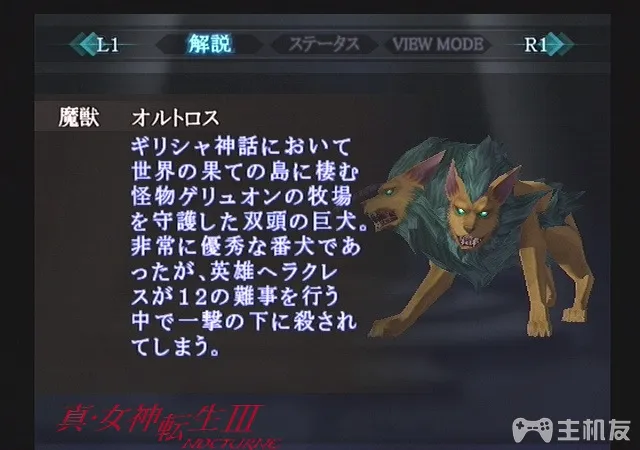 L1 解説 ステータス VIEW MODE R1
魔獣 オルトロス
ギリシャ神話において
世界の果ての島に棲む
怪物ゲリュオンの牧場
を守護した双頭の巨犬。
非常に優秀な番犬であ
ったが、英雄ヘラクレ
スが12の難事を行う
中で一撃の下に殺され
てしまう。
真・女神転生III
NOCTURNE
主机友